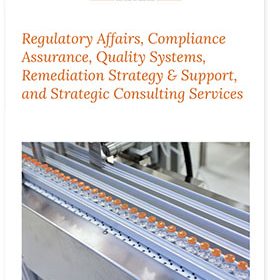 Regulatory Affairs, Compliance
Assurance, Quality Systems,
Remediation Strategy & Support,
and Strategic Consulting Services